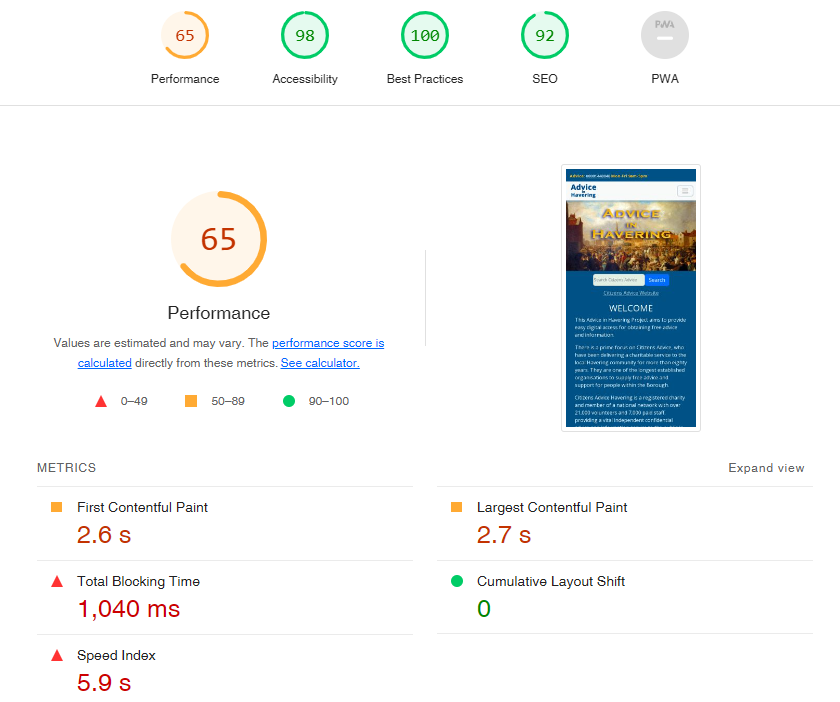 65
98
100
92
PWA
Performance
Accessibility
Best Practices
SEO
PWA
65
Performance
Values are estimated and may vary. The performance score is
calculated directly from these metrics. See calculator.
0–49
50–89
90–100
Advice
Havering
ADVICE
IN
HAVERING
Search Citizens Advice
Search
Citizens Advice Website
WELCOME
This Advice in Havering Project aims to provide
easy digital access for obtaining free advice
and information.
There is a prime focus on Citizens Advice, who
have been delivering a charitable service to the
local Havering community for more than eighty
years. They are one of the longest established
organisations to supply free advice and
support for people within the Borough.
Citizens Advice Havering is a registered charity
and member of a national network with over
21,000 volunteers and 7,000 paid staff
providing a vital independent confidential
METRICS
Expand view
First Contentful Paint
2.6 s
Largest Contentful Paint
2.7 s
Total Blocking Time
1,040 ms
Cumulative Layout Shift
0
Speed Index
5.9 s